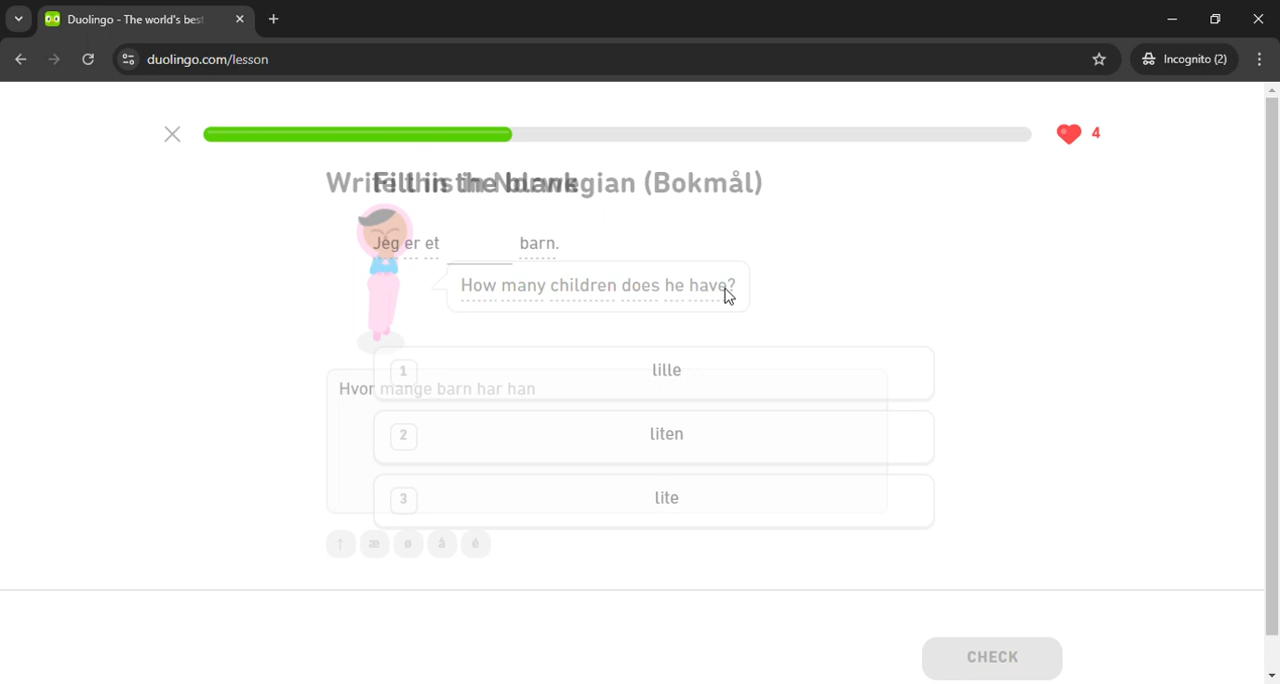 Duolingo - The world's best
duolingo.com/lesson
Incognito (2)
4
Write this in Norwegian (Bokmål)
Fill in the blank
Jeg er et ______ barn.
How many children does he have?
1 lille
Hvor mange barn har han
2 liten
3 lite
↑ æ ø å é
CHECK